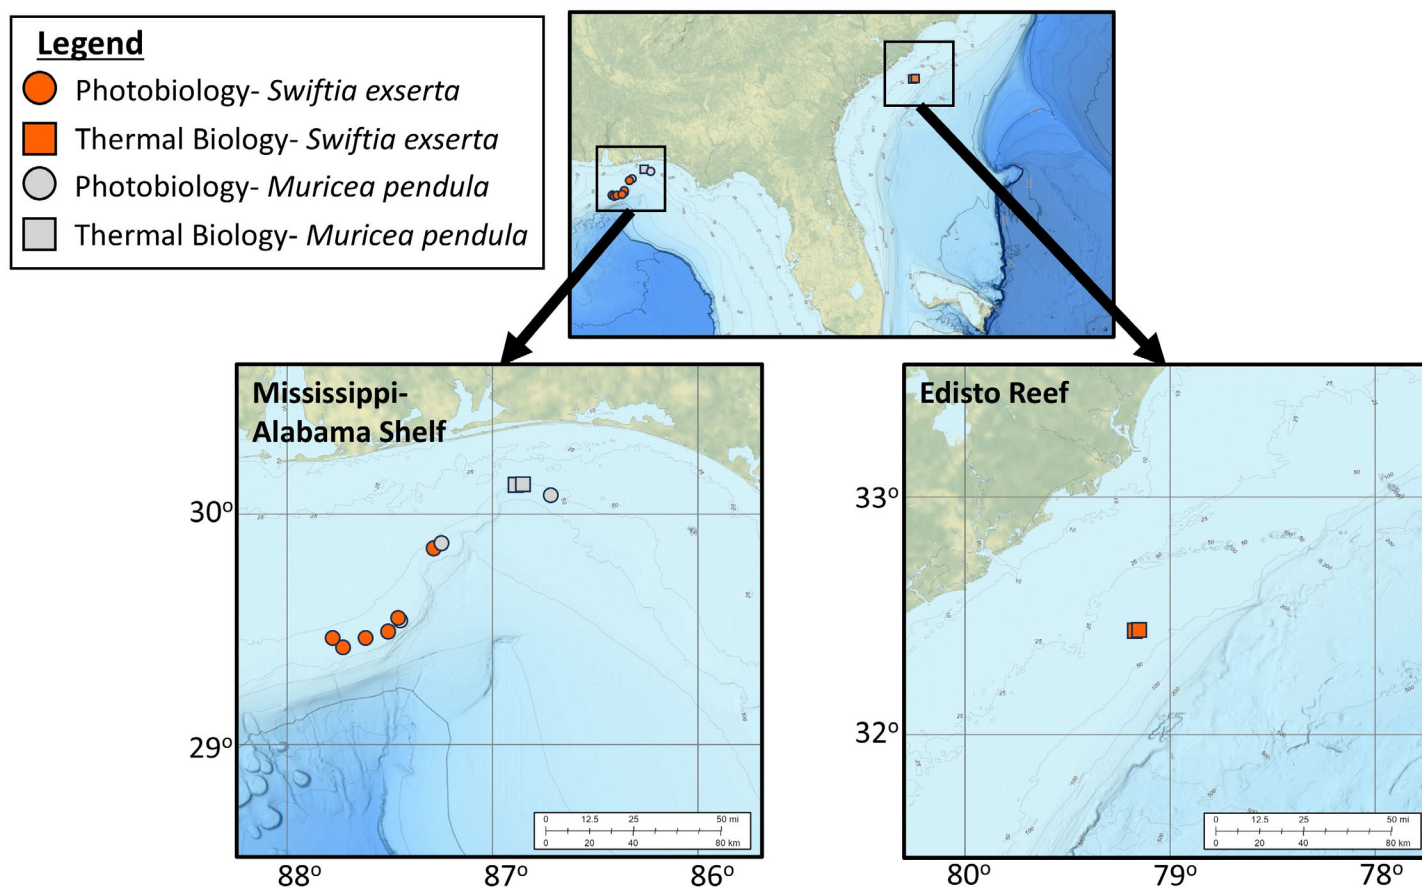 Legend
Photobiology- Swiftia exserta
Thermal Biology- Swiftia exserta
Photobiology- Muricea pendula
Thermal Biology- Muricea pendula
Mississippi-
Alabama Shelf
30°
29°
88°
87°
86°
0 12.5 25 50 mi
0 20 40 80 km
Edisto Reef
33°
32°
80°
79°
78°
0 12.5 25 50 mi
0 20 40 80 km